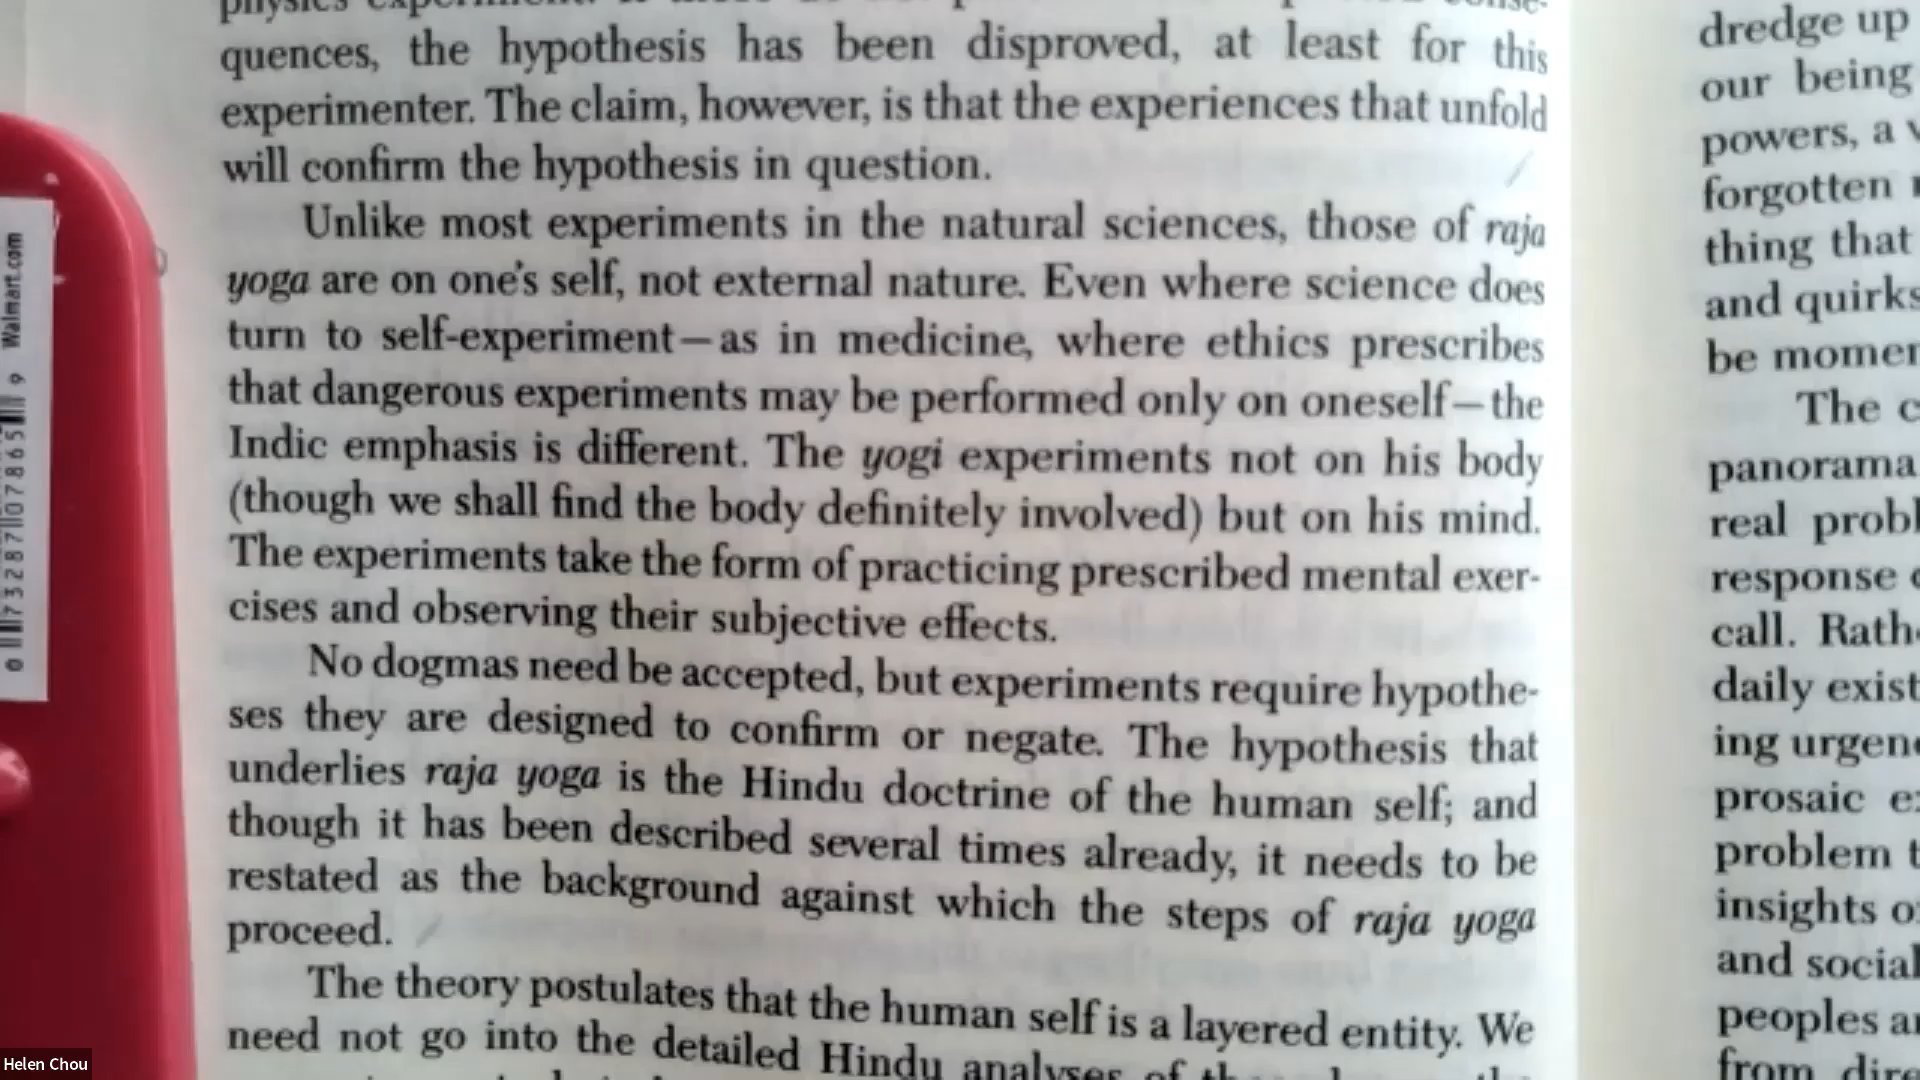 physics experiment.
quences, the hypothesis has been disproved, at least for this
experimenter. The claim, however, is that the experiences that unfold
will confirm the hypothesis in question.
Unlike most experiments in the natural sciences, those of raja
yoga are on one's self, not external nature. Even where science does
turn to self-experiment—as in medicine, where ethics prescribes
that dangerous experiments may be performed only on oneself—the
Indic emphasis is different. The yogi experiments not on his body
(though we shall find the body definitely involved) but on his mind.
The experiments take the form of practicing prescribed mental exer-
cises and observing their subjective effects.
No dogmas need be accepted, but experiments require hypothe-
ses they are designed to confirm or negate. The hypothesis that
underlies raja yoga is the Hindu doctrine of the human self; and
though it has been described several times already, it needs to be
restated as the background against which the steps of raja yoga
proceed.
The theory postulates that the human self is a layered entity. We
need not go into the detailed Hindu analyses of
dredge up
our being
powers, a
forgotten
thing that
and quirks
be momen
The c
panorama
real probl
response
call. Rath
daily exist
ing urgen
prosaic
problem t
insights
and social
peoples
from dire
Walmart.com
0 73287 07865 9
Helen Chou